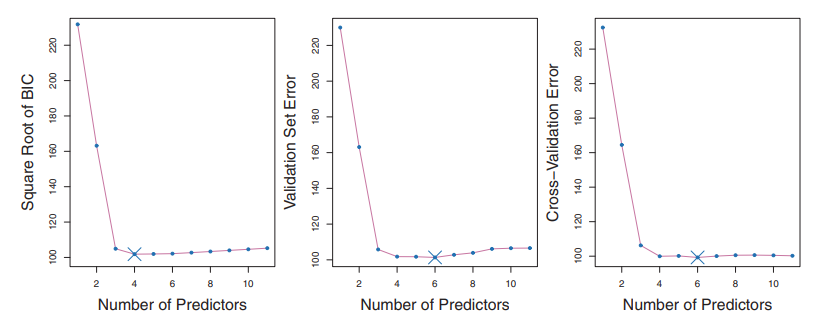 Square Root of BIC
220
200
180
160
140
120
100
2 4 6 8 10
Number of Predictors
Validation Set Error
220
200
180
160
140
120
100
2 4 6 8 10
Number of Predictors
Cross−Validation Error
220
200
180
160
140
120
100
2 4 6 8 10
Number of Predictors